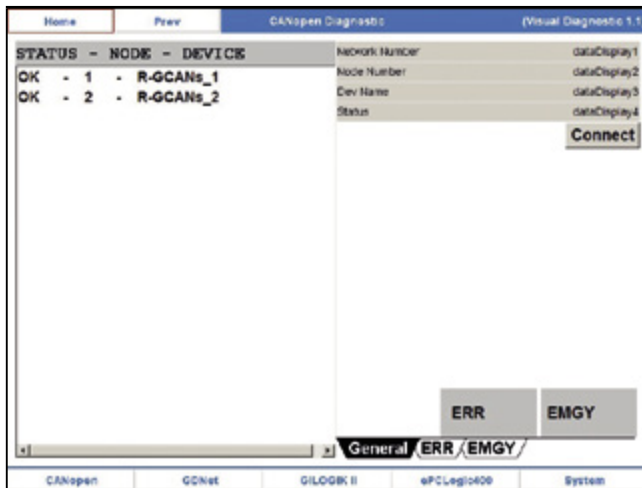 Home Prev CANopen Diagnostic (Visual Diagnostic 1.1
STATUS - NODE - DEVICE
OK - 1 - R-GCANs_1
OK - 2 - R-GCANs_2
Network Number dataDisplay1
Node Number dataDisplay2
Dev Name dataDisplay3
Status dataDisplay4
Connect
ERR EMGY
General ERR EMGY
CANopen GCNet GILOGIK II ePCLogic400 System